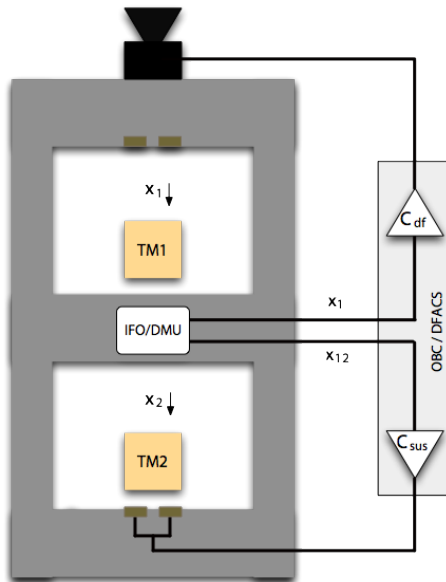 x1 ↓
TM1
Cdf
IFO/DMU
x1
x12
OBC / DFACS
x2 ↓
TM2
Csus